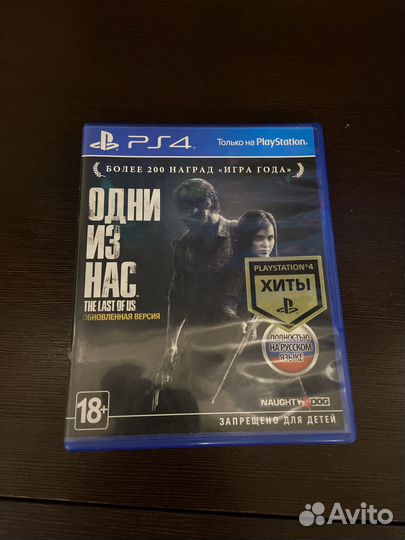 PS4
Только на PlayStation
БОЛЕЕ 200 НАГРАД «ИГРА ГОДА»
ОДНИ
ИЗ
НАС
THE LAST OF US
ОБНОВЛЕННАЯ ВЕРСИЯ
PLAYSTATION®4
ХИТЫ
ПОЛНОСТЬЮ
НА РУССКОМ
ЯЗЫКЕ
18+
NAUGHTY DOG
ЗАПРЕЩЕНО ДЛЯ ДЕТЕЙ
Avito